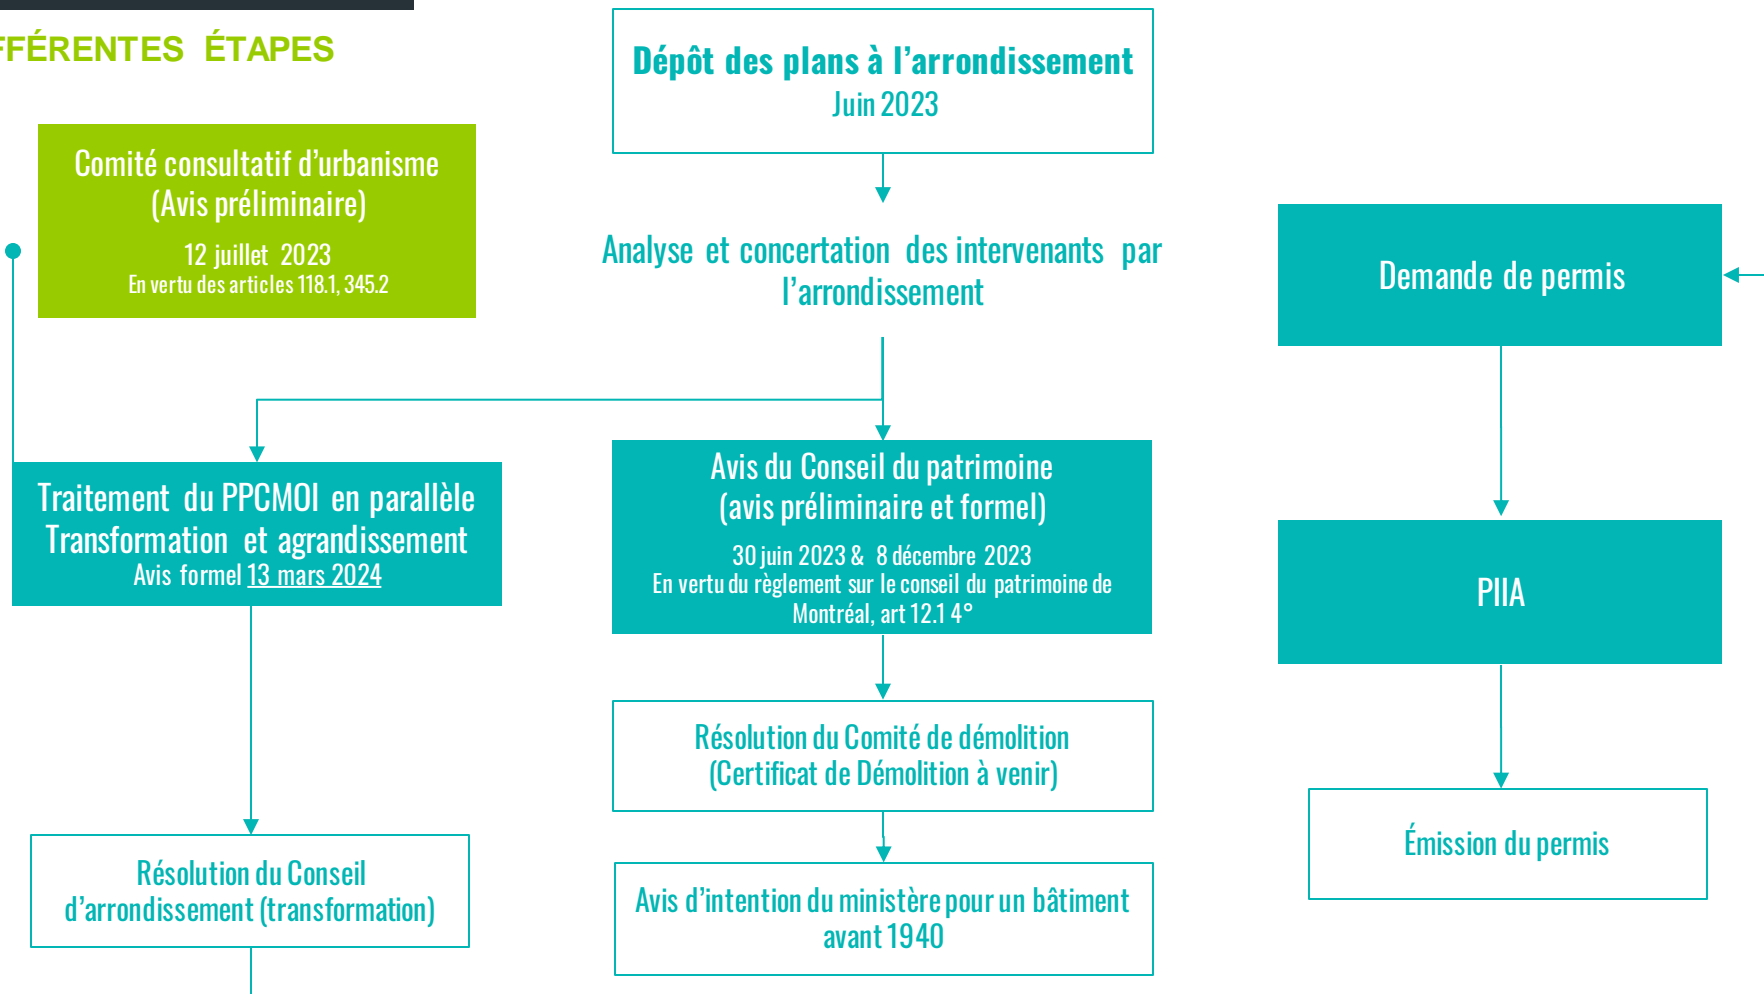 FFÉRENTES ÉTAPES
Dépôt des plans à l’arrondissement
Juin 2023
Comité consultatif d’urbanisme
(Avis préliminaire)
12 juillet 2023
En vertu des articles 118.1, 345.2
Analyse et concertation des intervenants par
l’arrondissement
Demande de permis
Traitement du PPCMOI en parallèle
Transformation et agrandissement
Avis formel 13 mars 2024
Avis du Conseil du patrimoine
(avis préliminaire et formel)
30 juin 2023 & 8 décembre 2023
En vertu du règlement sur le conseil du patrimoine de
Montréal, art 12.1 4°
PIIA
Résolution du Comité de démolition
(Certificat de Démolition à venir)
Émission du permis
Résolution du Conseil
d’arrondissement (transformation)
Avis d’intention du ministère pour un bâtiment
avant 1940